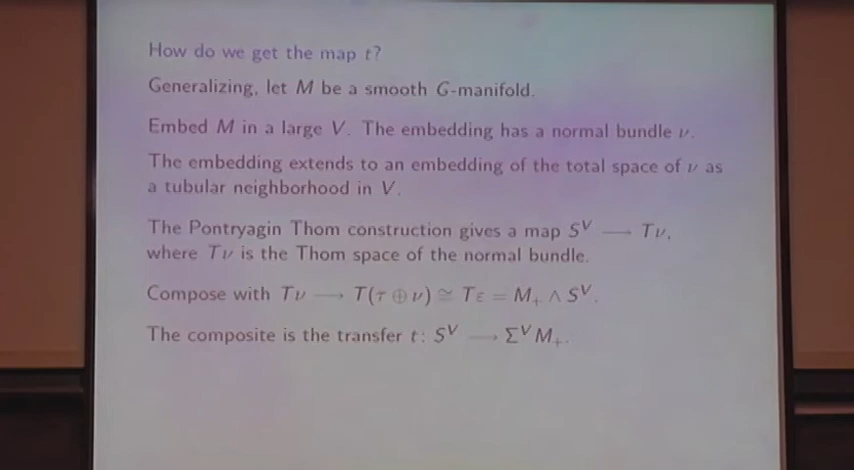 How do we get the map t?
Generalizing, let M be a smooth G-manifold.
Embed M in a large V. The embedding has a normal bundle ν.
The embedding extends to an embedding of the total space of ν as
a tubular neighborhood in V.
The Pontryagin Thom construction gives a map S^V ⟶ Tν,
where Tν is the Thom space of the normal bundle.
Compose with Tν ⟶ T(τ ⊕ ν) ≅ Tε = M₊ ∧ S^V.
The composite is the transfer t: S^V ⟶ Σ^V M₊.